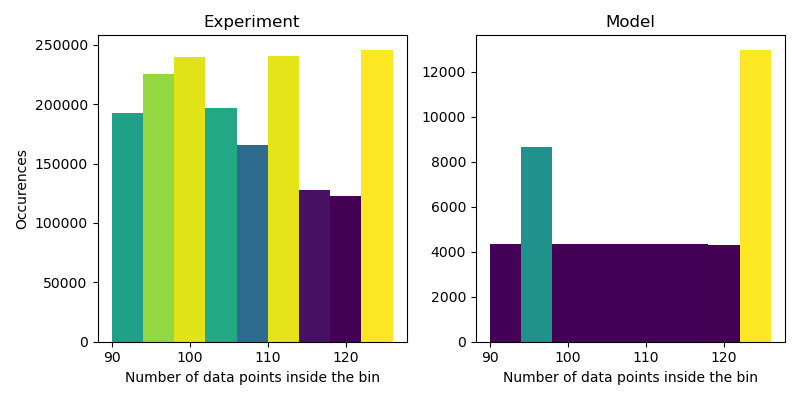 Experiment
Occurences
250000
200000
150000
100000
50000
0
90 100 110 120
Number of data points inside the bin
Model
12000
10000
8000
6000
4000
2000
0
90 100 110 120
Number of data points inside the bin